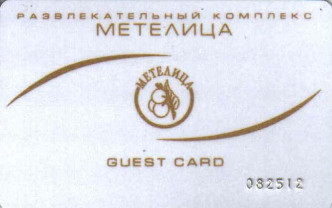 РАЗВЛЕКАТЕЛЬНЫЙ КОМПЛЕКС
МЕТЕЛИЦА
МЕТЕЛИЦА
GUEST CARD
082512